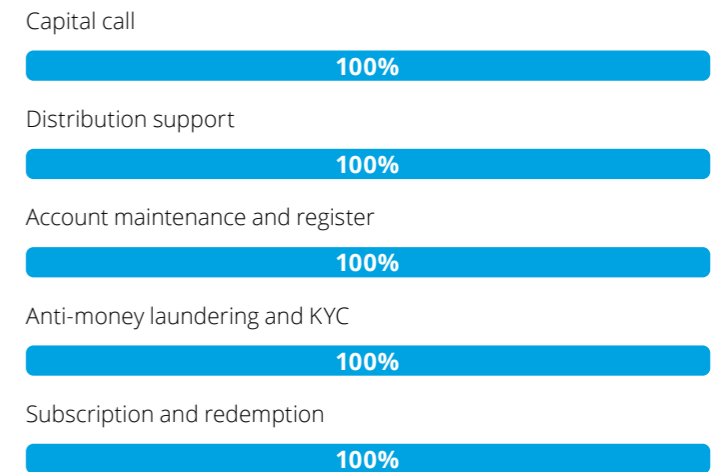 Capital call
100%
Distribution support
100%
Account maintenance and register
100%
Anti-money laundering and KYC
100%
Subscription and redemption
100%